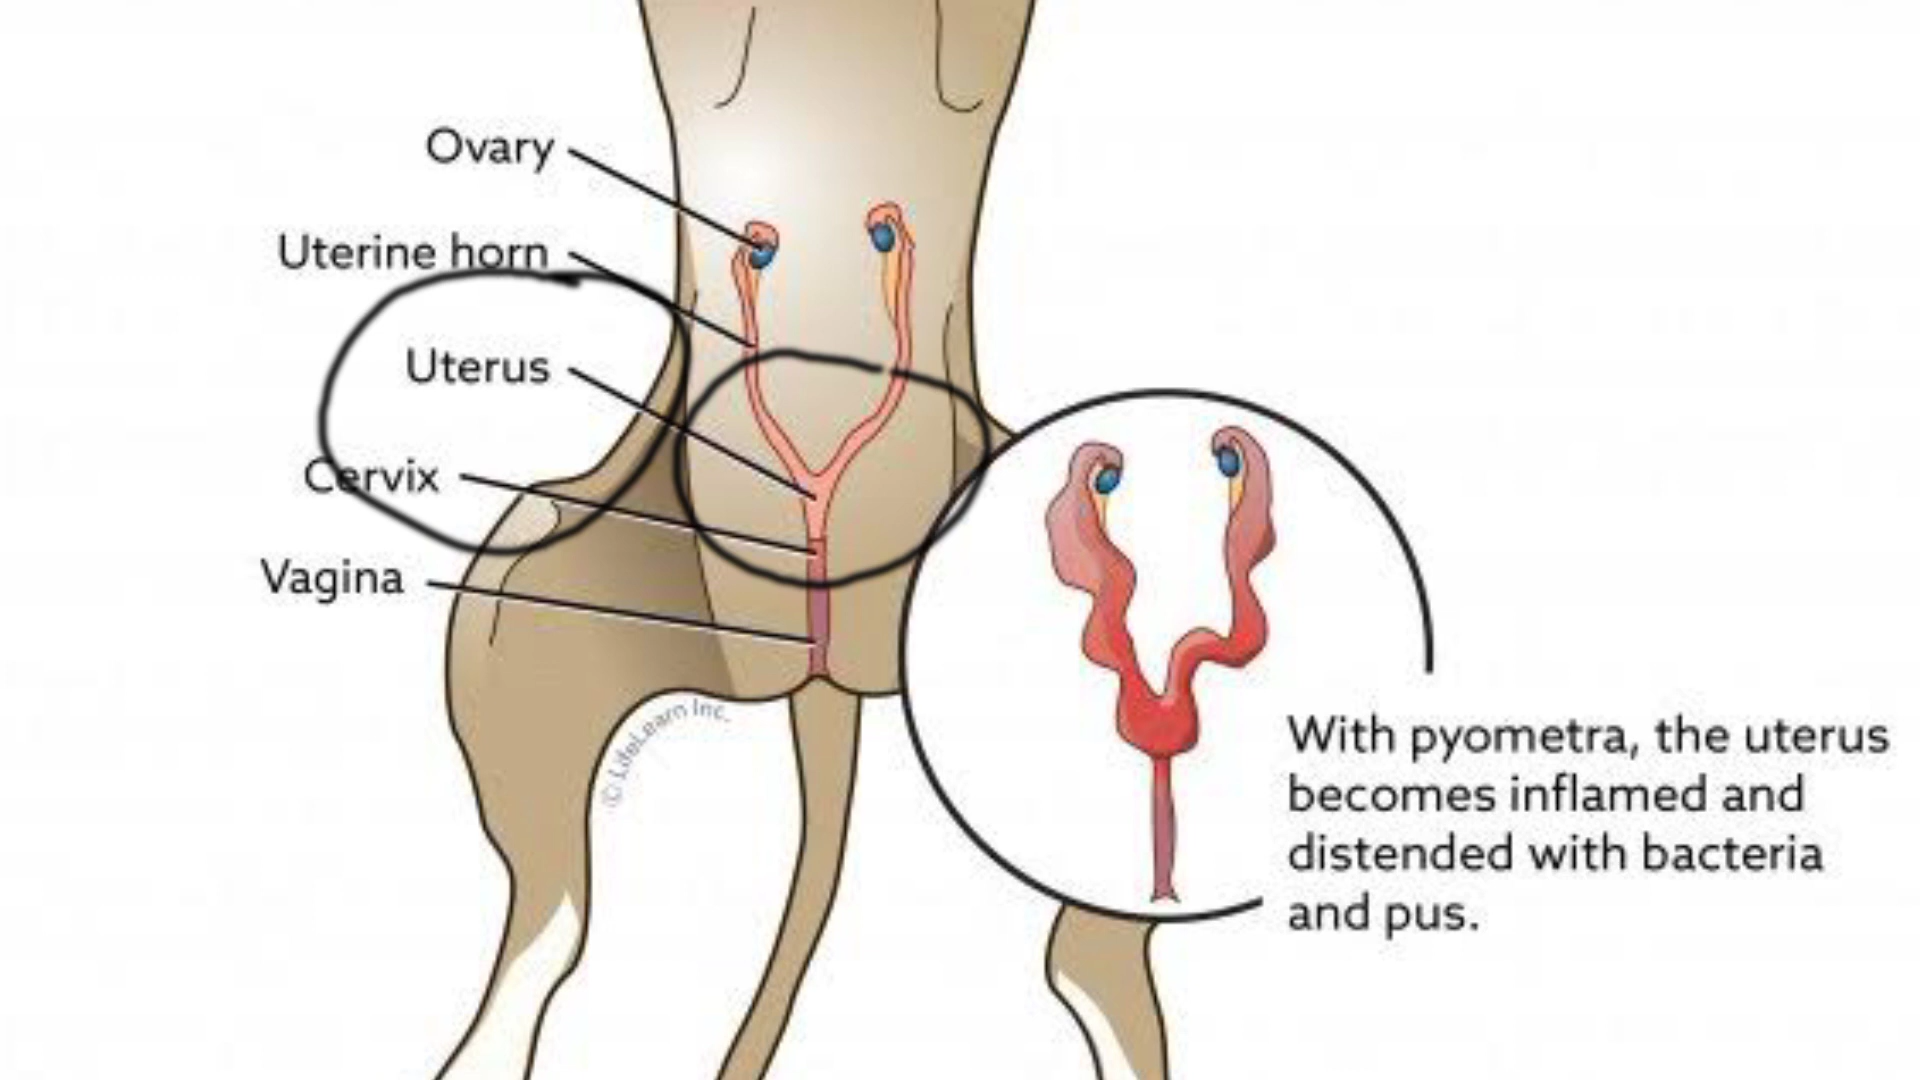 Ovary
Uterine horn
Uterus
Cervix
Vagina
© LifeLearn Inc.
With pyometra, the uterus
becomes inflamed and
distended with bacteria
and pus.